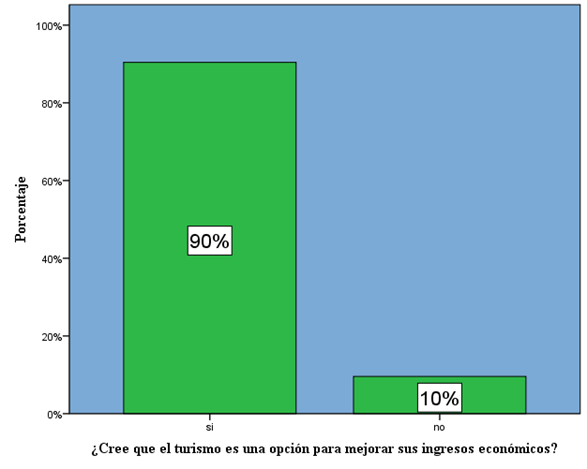 100%
80%
60%
40%
20%
0%
Porcentaje
90%
10%
si
no
¿Cree que el turismo es una opción para mejorar sus ingresos económicos?